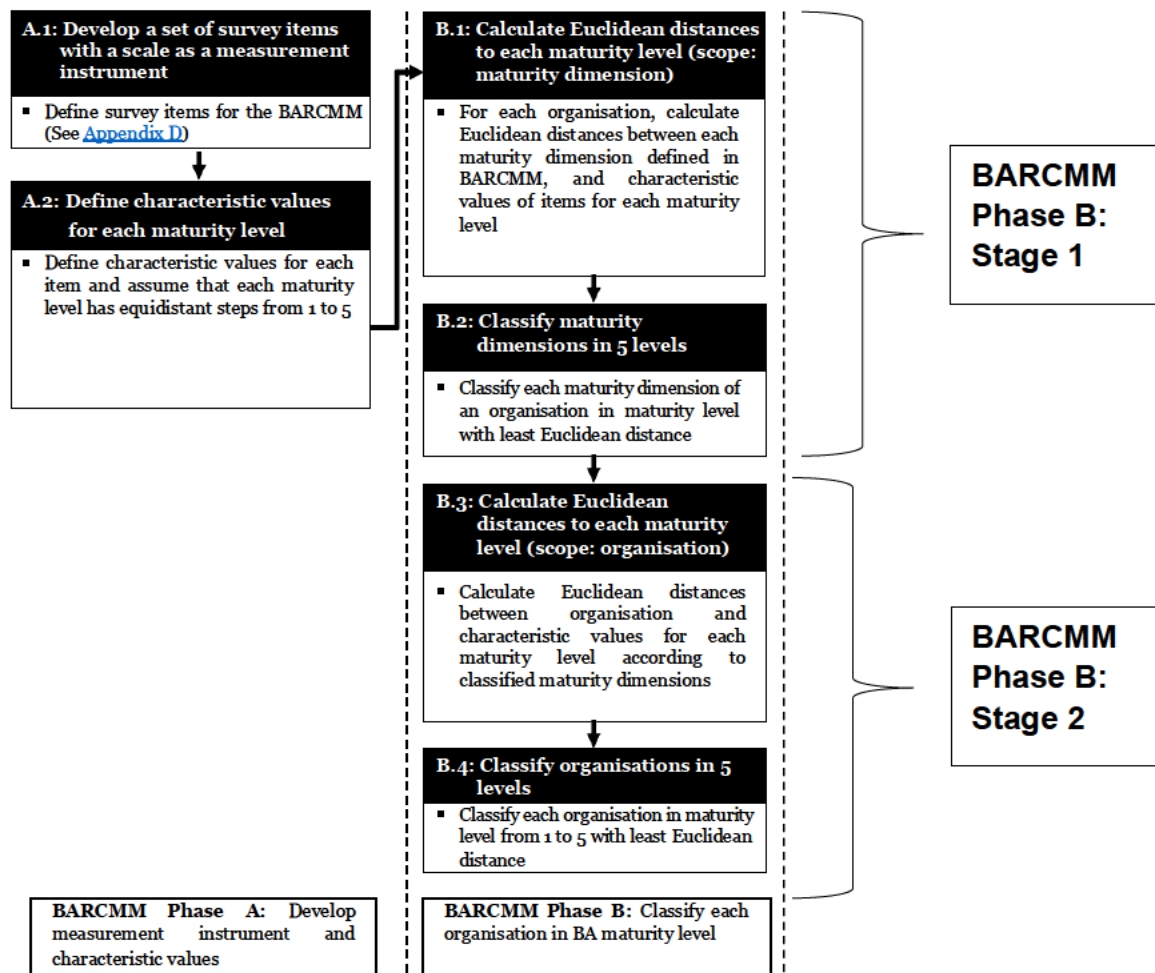 A.1: Develop a set of survey items
with a scale as a measurement
instrument
▪ Define survey items for the BARCMM
(See Appendix D)
A.2: Define characteristic values
for each maturity level
▪ Define characteristic values for each
item and assume that each maturity
level has equidistant steps from 1 to 5
BARCMM Phase A: Develop
measurement instrument and
characteristic values
B.1: Calculate Euclidean distances
to each maturity level (scope:
maturity dimension)
▪ For each organisation, calculate
Euclidean distances between each
maturity dimension defined in
BARCMM, and characteristic
values of items for each maturity
level
B.2: Classify maturity
dimensions in 5 levels
▪ Classify each maturity dimension of
an organisation in maturity level
with least Euclidean distance
B.3: Calculate Euclidean
distances to each maturity
level (scope: organisation)
▪ Calculate Euclidean distances
between organisation and
characteristic values for each
maturity level according to
classified maturity dimensions
B.4: Classify organisations in 5
levels
▪ Classify each organisation in maturity
level from 1 to 5 with least Euclidean
distance
BARCMM Phase B: Classify each
organisation in BA maturity level
BARCMM
Phase B:
Stage 1
BARCMM
Phase B:
Stage 2